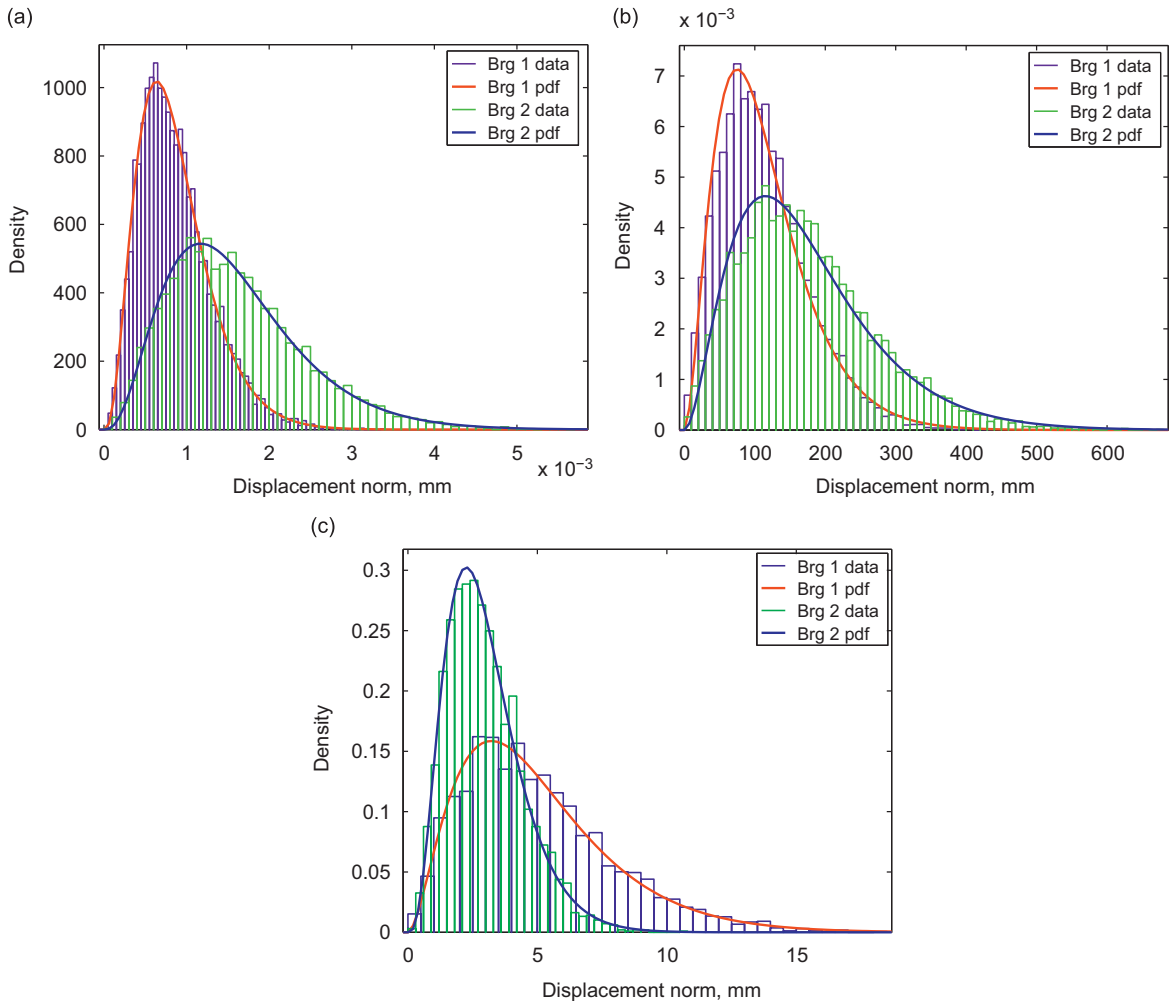 (a)
Density
1000
800
600
400
200
0
0 1 2 3 4 5
x 10⁻³
Displacement norm, mm
Brg 1 data
Brg 1 pdf
Brg 2 data
Brg 2 pdf
(b)
x 10⁻³
Density
7
6
5
4
3
2
1
0
0 100 200 300 400 500 600
Displacement norm, mm
Brg 1 data
Brg 1 pdf
Brg 2 data
Brg 2 pdf
(c)
Density
0.3
0.25
0.2
0.15
0.1
0.05
0
0 5 10 15
Displacement norm, mm
Brg 1 data
Brg 1 pdf
Brg 2 data
Brg 2 pdf